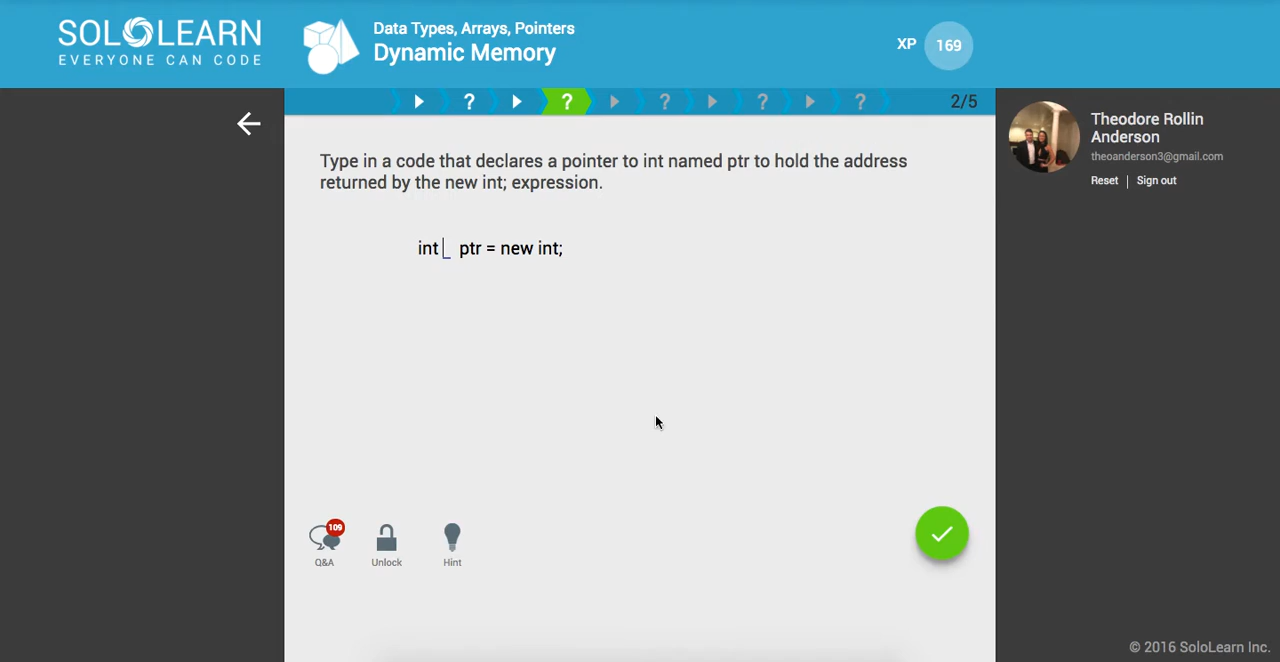 SOLOLEARN
EVERYONE CAN CODE
Data Types, Arrays, Pointers
Dynamic Memory
XP 169
? ? ? ? ? 2/5
Theodore Rollin
Anderson
theoanderson3@gmail.com
Reset | Sign out
Type in a code that declares a pointer to int named ptr to hold the address
returned by the new int; expression.
int _ ptr = new int;
109
Q&A Unlock Hint
© 2016 SoloLearn Inc.